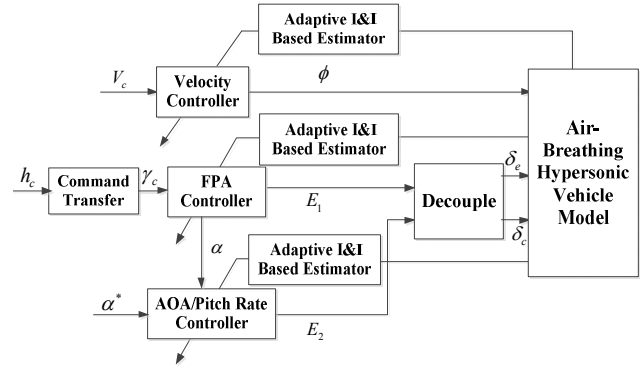 Adaptive I&I
Based Estimator
V_c
Velocity
Controller
ϕ
Adaptive I&I
Based Estimator
Air-
Breathing
Hypersonic
Vehicle
Model
h_c
Command
Transfer
γ_c
FPA
Controller
E_1
Decouple
δ_e
δ_c
α
Adaptive I&I
Based Estimator
α*
AOA/Pitch Rate
Controller
E_2